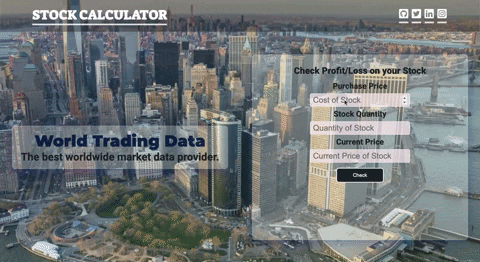 STOCK CALCULATOR
World Trading Data
The best worldwide market data provider.
Check Profit/Loss on your Stock
Purchase Price
Cost of Stock
Stock Quantity
Quantity of Stock
Current Price
Current Price of Stock
Check